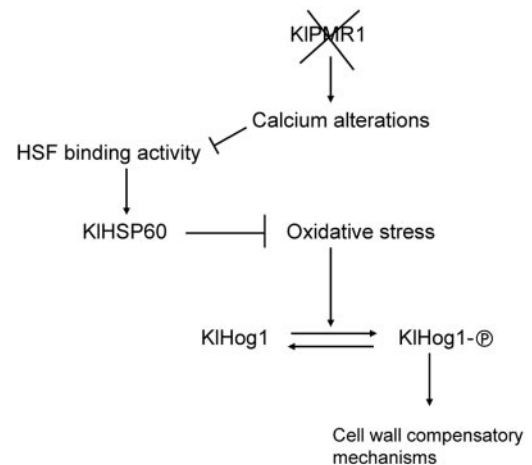 KlPMR1
Calcium alterations
HSF binding activity
KlHSP60
Oxidative stress
KlHog1
KlHog1-Ⓟ
Cell wall compensatory
mechanisms